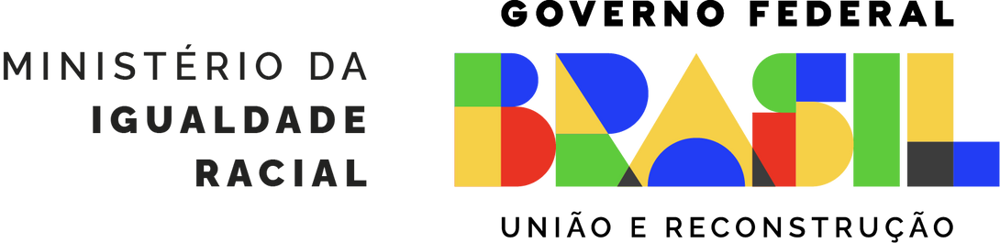 MINISTÉRIO DA
IGUALDADE
RACIAL
GOVERNO FEDERAL
BRASIL
UNIÃO E RECONSTRUÇÃO